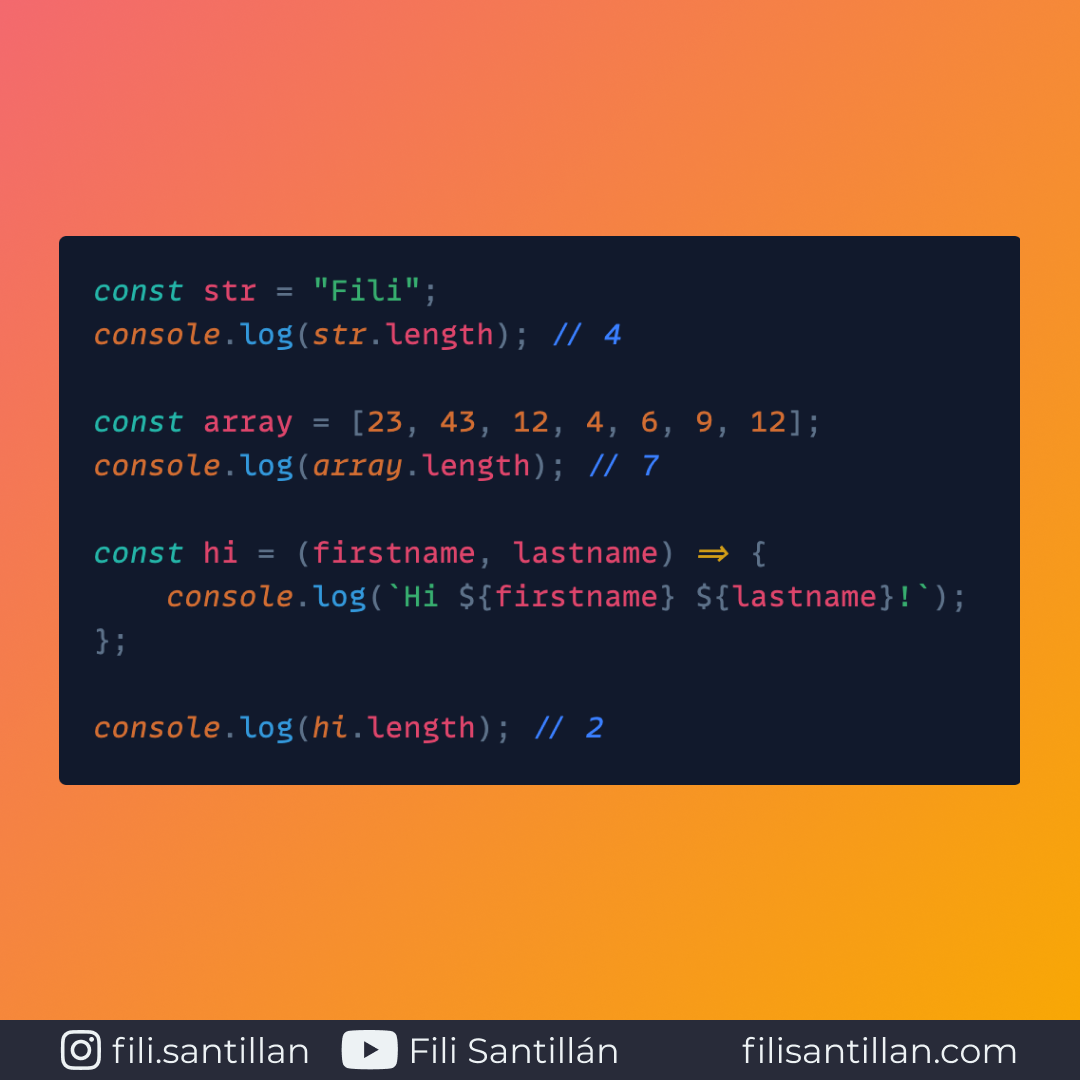 const str = "Fili";
console.log(str.length); // 4
const array = [23, 43, 12, 4, 6, 9, 12];
console.log(array.length); // 7
const hi = (firstname, lastname) => {
    console.log(`Hi ${firstname} ${lastname}!`);
};
console.log(hi.length); // 2
fili.santillan Fili Santillán filisantillan.com